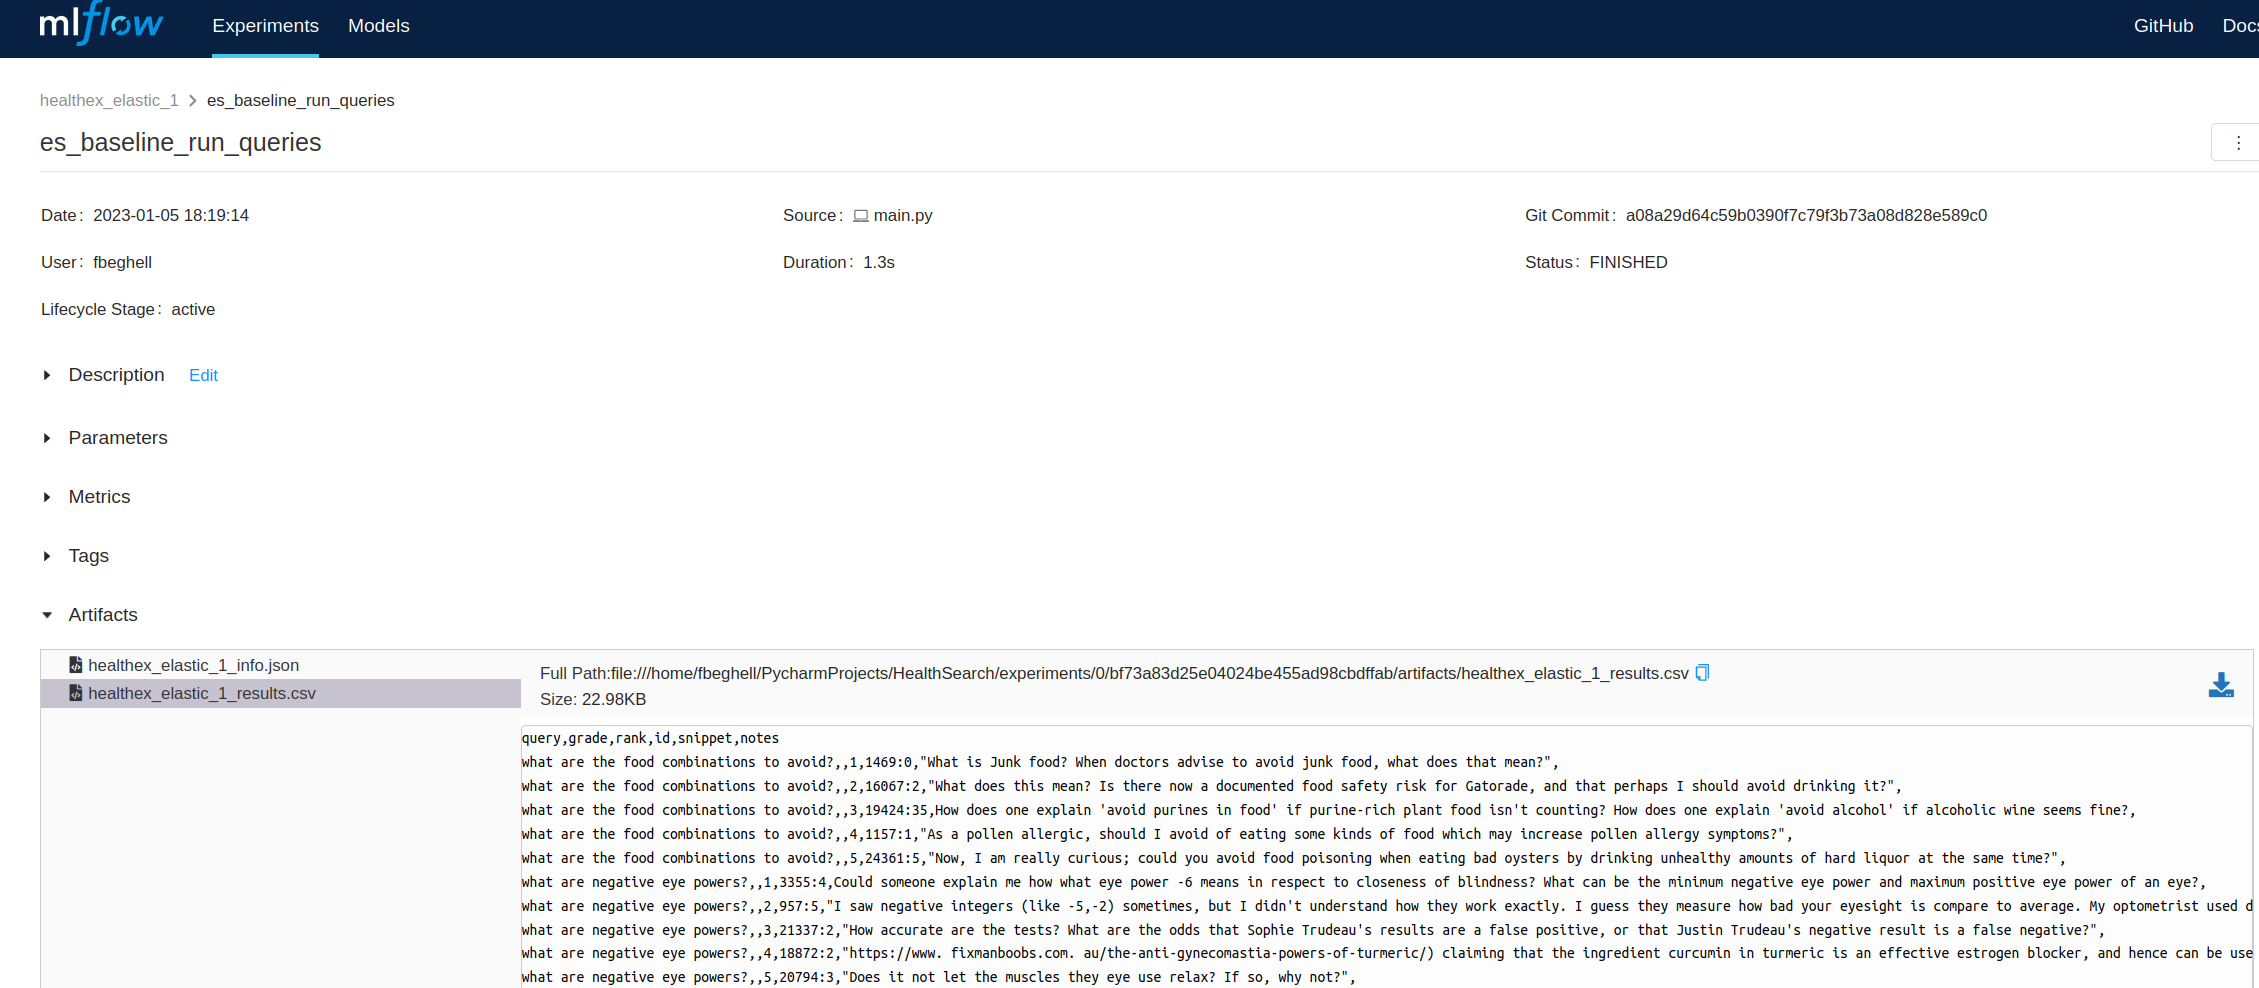 mlflow Experiments Models GitHub Docs
healthex_elastic_1 > es_baseline_run_queries
es_baseline_run_queries
Date: 2023-01-05 18:19:14 Source: main.py Git Commit: a08a29d64c59b0390f7c79f3b73a08d828e589c0
User: fbeghell Duration: 1.3s Status: FINISHED
Lifecycle Stage: active
Description Edit
Parameters
Metrics
Tags
Artifacts
healthex_elastic_1_info.json
healthex_elastic_1_results.csv
Full Path:file:///home/fbeghell/PycharmProjects/HealthSearch/experiments/0/bf73a83d25e04024be455ad98cbdffab/artifacts/healthex_elastic_1_results.csv
Size: 22.98KB
query,grade,rank,id,snippet,notes
what are the food combinations to avoid?,,1,1469:0,"What is Junk food? When doctors advise to avoid junk food, what does that mean?",
what are the food combinations to avoid?,,2,16067:2,"What does this mean? Is there now a documented food safety risk for Gatorade, and that perhaps I should avoid drinking it?",
what are the food combinations to avoid?,,3,19424:35,How does one explain 'avoid purines in food' if purine-rich plant food isn't counting? How does one explain 'avoid alcohol' if alcoholic wine seems fine?,
what are the food combinations to avoid?,,4,1157:1,"As a pollen allergic, should I avoid of eating some kinds of food which may increase pollen allergy symptoms?",
what are the food combinations to avoid?,,5,24361:5,"Now, I am really curious; could you avoid food poisoning when eating bad oysters by drinking unhealthy amounts of hard liquor at the same time?",
what are negative eye powers?,,1,3355:4,Could someone explain me how what eye power -6 means in respect to closeness of blindness? What can be the minimum negative eye power and maximum positive eye power of an eye?,
what are negative eye powers?,,2,957:5,"I saw negative integers (like -5,-2) sometimes, but I didn't understand how they work exactly. I guess they measure how bad your eyesight is compare to average. My optometrist used d
what are negative eye powers?,,3,21337:2,"How accurate are the tests? What are the odds that Sophie Trudeau's results are a false positive, or that Justin Trudeau's negative result is a false negative?",
what are negative eye powers?,,4,18872:2,"https://www. fixmanboobs.com. au/the-anti-gynecomastia-powers-of-turmeric/) claiming that the ingredient curcumin in turmeric is an effective estrogen blocker, and hence can be use
what are negative eye powers?,,5,20794:3,"Does it not let the muscles they eye use relax? If so, why not?",